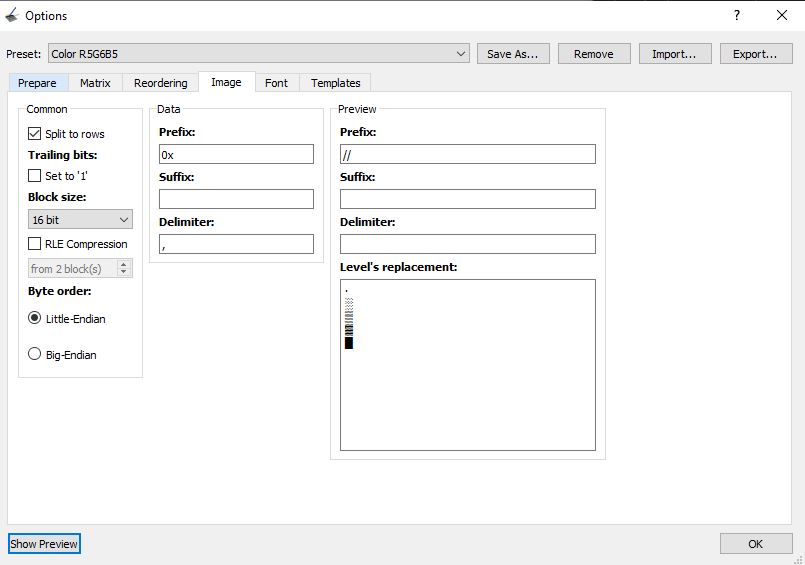 Options
?
Preset: Color R5G6B5 Save As... Remove Import... Export...
Prepare Matrix Reordering Image Font Templates
Common
Split to rows
Trailing bits:
Set to '1'
Block size:
16 bit
RLE Compression
from 2 block(s)
Byte order:
Little-Endian
Big-Endian
Data
Prefix:
0x
Suffix:
Delimiter:
,
Preview
Prefix:
//
Suffix:
Delimiter:
Level's replacement:
.
░
▒
▓
█
Show Preview OK